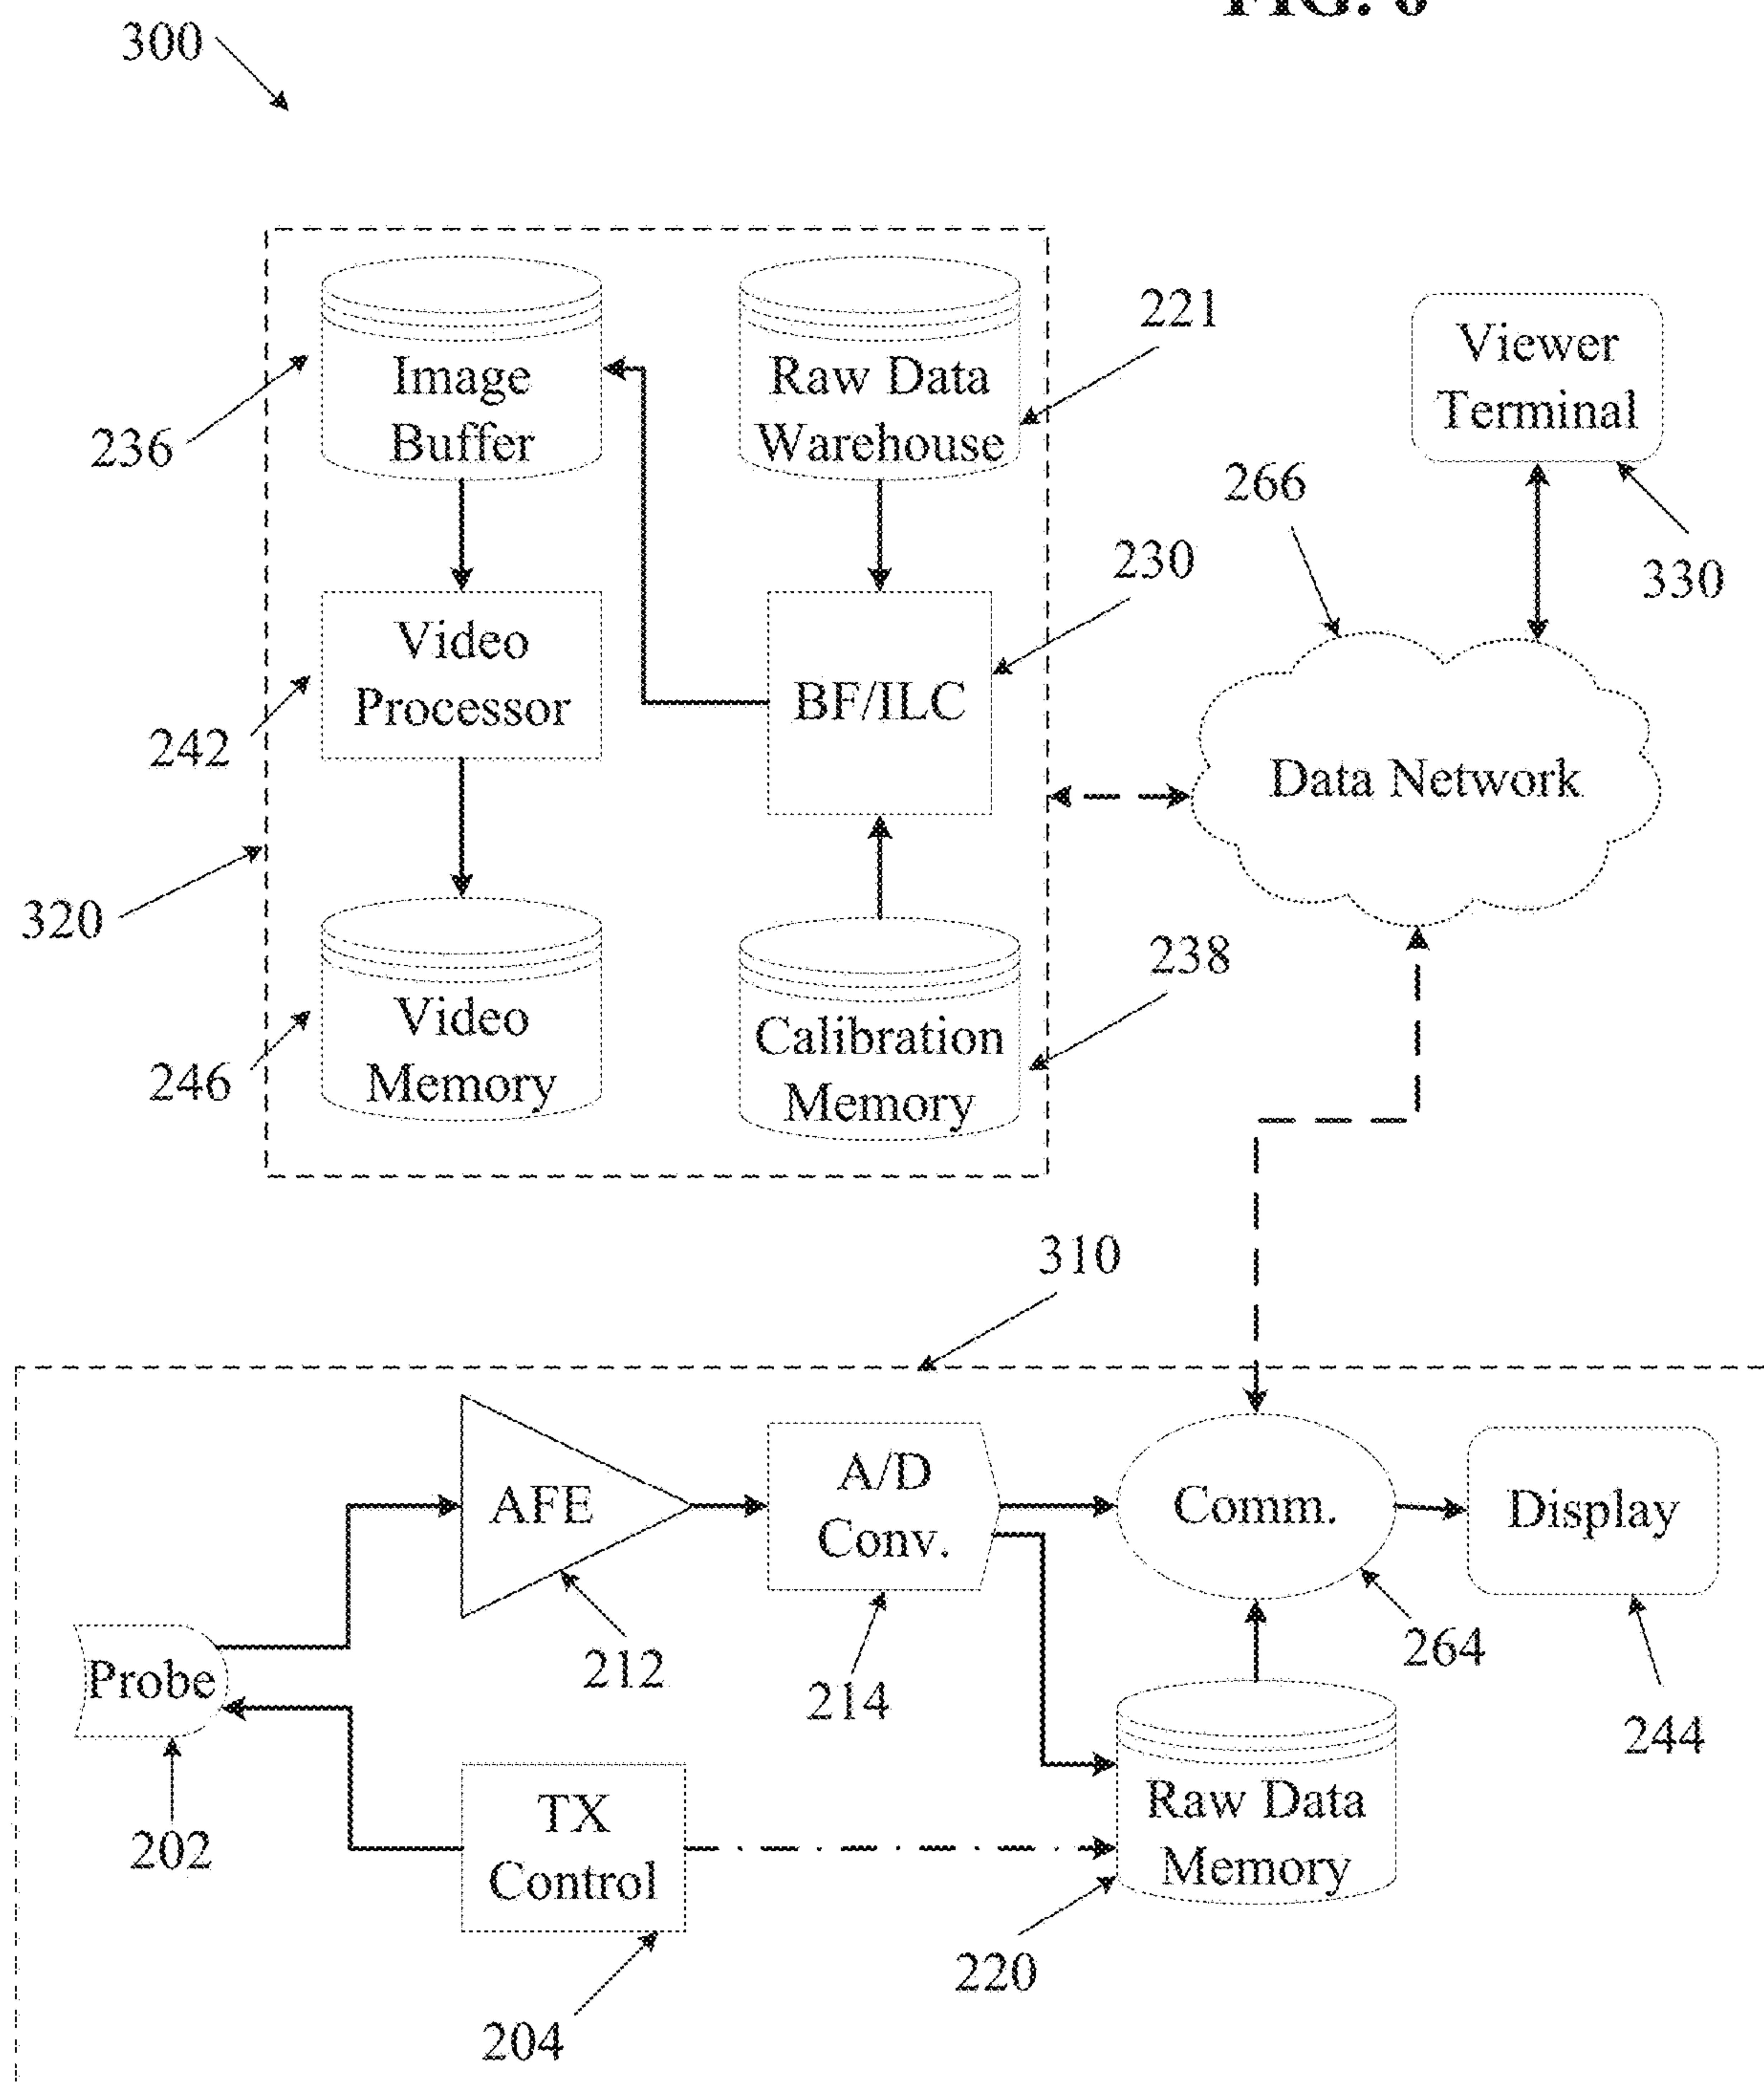 300
Image
Buffer
Raw Data
Warehouse
221
Viewer
Terminal
236
266
330
230
Video
Processor
BF/ILC
242
Data Network
320
238
Video
Memory
Calibration
Memory
246
310
AFE
A/D
Conv.
Comm.
Display
212
214
264
244
Probe
202
TX
Control
Raw Data
Memory
204
220